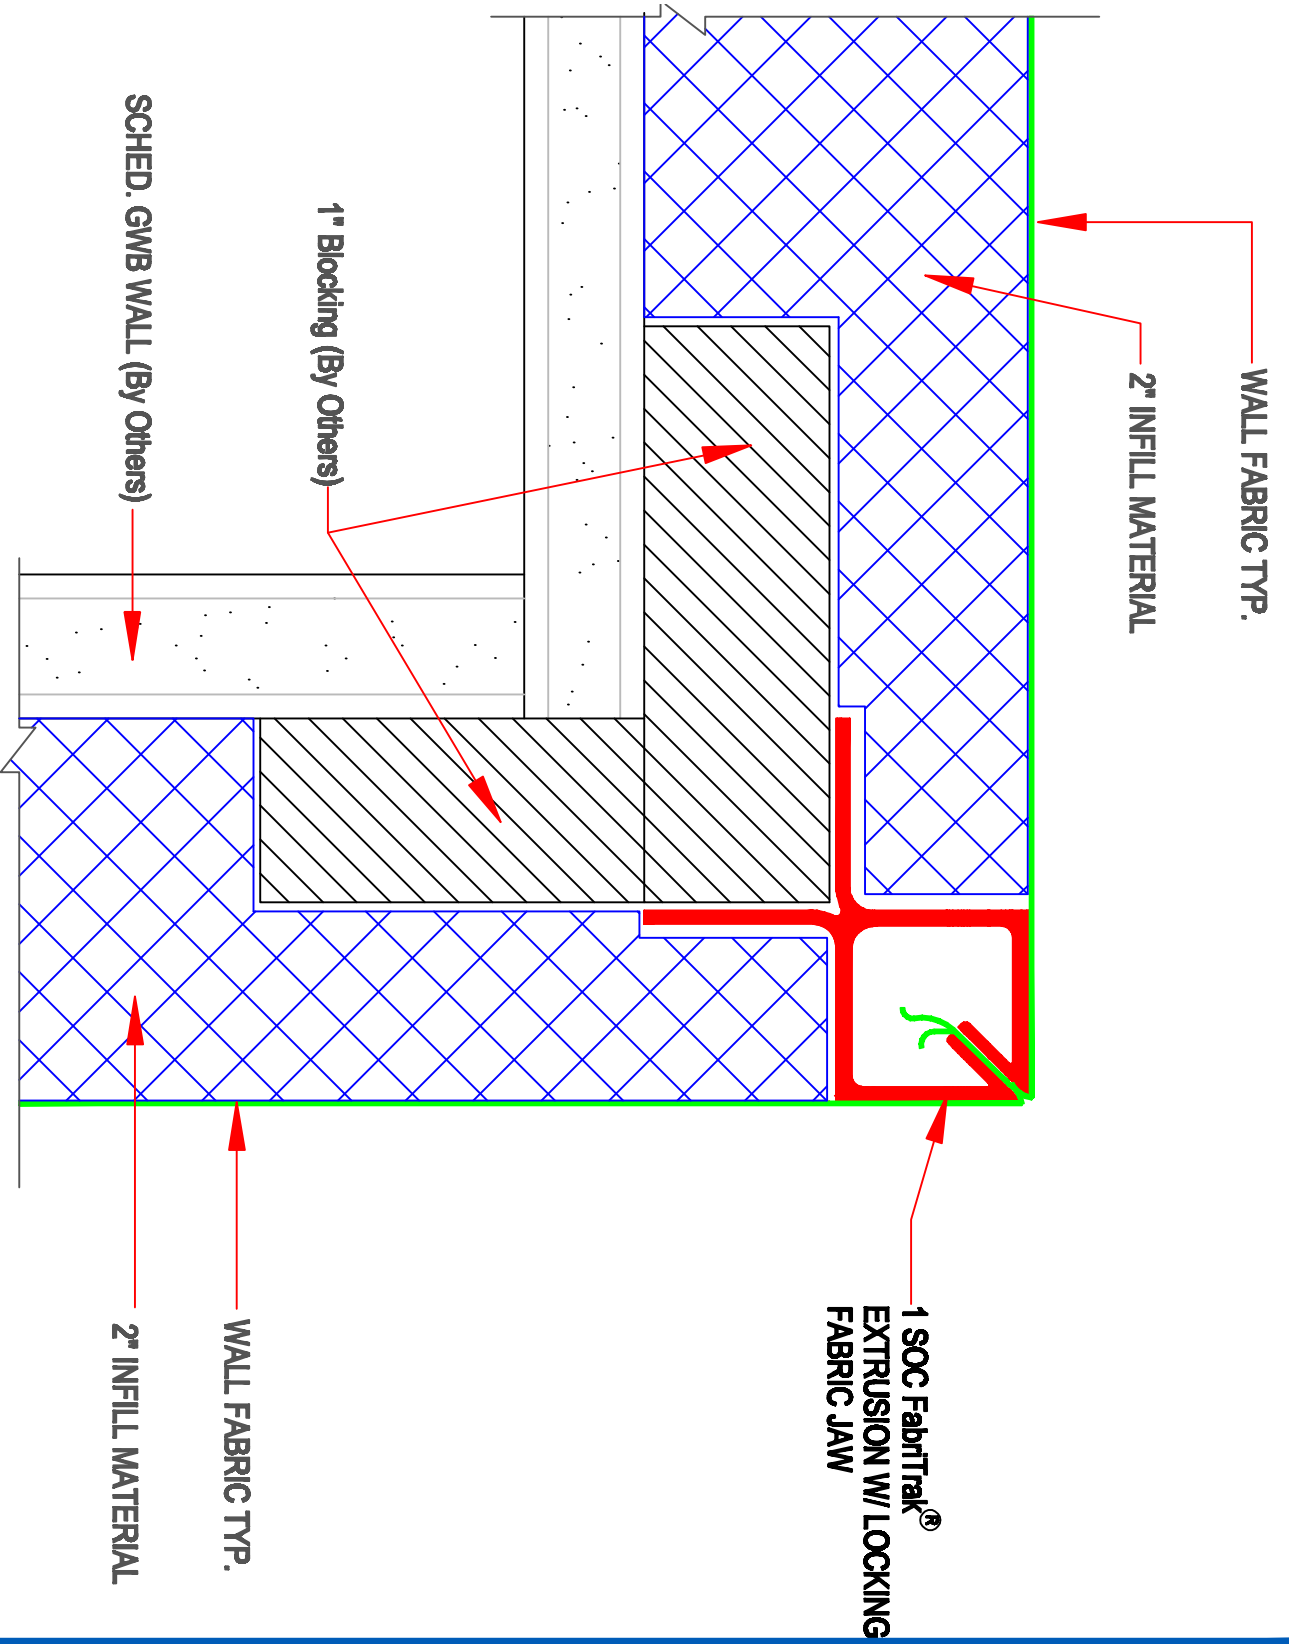 WALL FABRIC TYP.
2" INFILL MATERIAL
1" Blocking (By Others)
SCHED. GWB WALL (By Others)
1 SOC FabriTrak®
EXTRUSION W/ LOCKING
FABRIC JAW
WALL FABRIC TYP.
2" INFILL MATERIAL